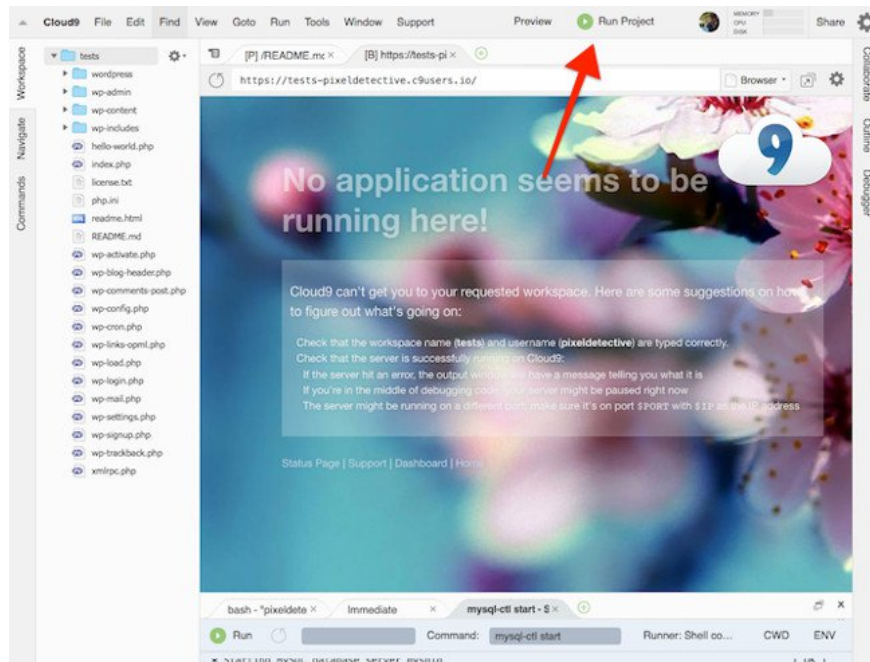 Cloud9 File Edit Find View Goto Run Tools Window Support Preview Run Project MEMORY CPU DISK Share
Workspace
Navigate
Commands
tests
wordpress
wp-admin
wp-content
wp-includes
hello-world.php
index.php
license.txt
php.ini
readme.html
README.md
wp-activate.php
wp-blog-header.php
wp-comments-post.php
wp-config.php
wp-cron.php
wp-links-opml.php
wp-load.php
wp-login.php
wp-mail.php
wp-settings.php
wp-signup.php
wp-trackback.php
xmlrpc.php
[P] /README.mc × [B] https://tests-pi ×
https://tests-pixeldetective.c9users.io/ Browser
9
No application seems to be
running here!
Cloud9 can't get you to your requested workspace. Here are some suggestions on how
to figure out what's going on:
Check that the workspace name (tests) and username (pixeldetective) are typed correctly.
Check that the server is successfully running on Cloud9:
If the server hit an error, the output window will have a message telling you what it is
If you're in the middle of debugging code, your server might be paused right now
The server might be running on a different port, make sure it's on port $PORT with $IP as the IP address
Status Page | Support | Dashboard | Home
Collaborate
Outline
Debugger
bash - "pixeldete × Immediate × mysql-ctl start - S ×
Run Command: mysql-ctl start Runner: Shell co... CWD ENV
* Starting MySQL database server mysqld [ OK ]